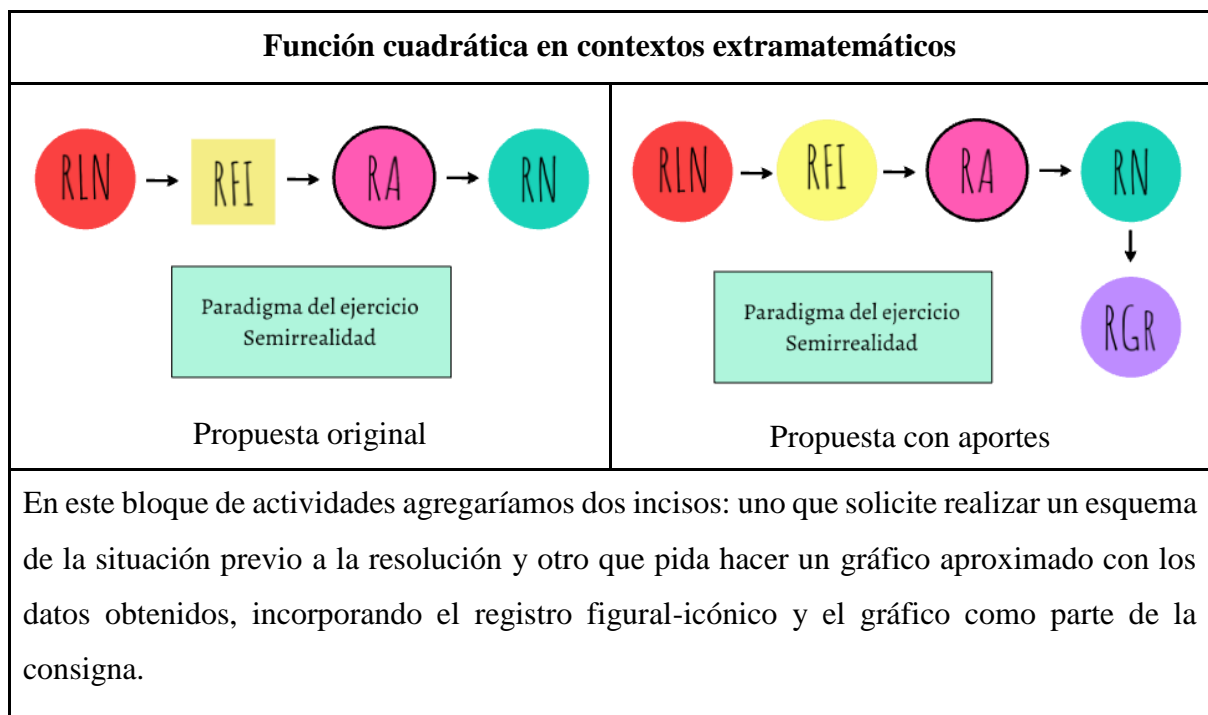 Función cuadrática en contextos extramatemáticos
RLN
RFI
RA
RN
Paradigma del ejercicio
Semirrealidad
Propuesta original
RLN
RFI
RA
RN
RGR
Paradigma del ejercicio
Semirrealidad
Propuesta con aportes
En este bloque de actividades agregaríamos dos incisos: uno que solicite realizar un esquema
de la situación previo a la resolución y otro que pida hacer un gráfico aproximado con los
datos obtenidos, incorporando el registro figural-icónico y el gráfico como parte de la
consigna.